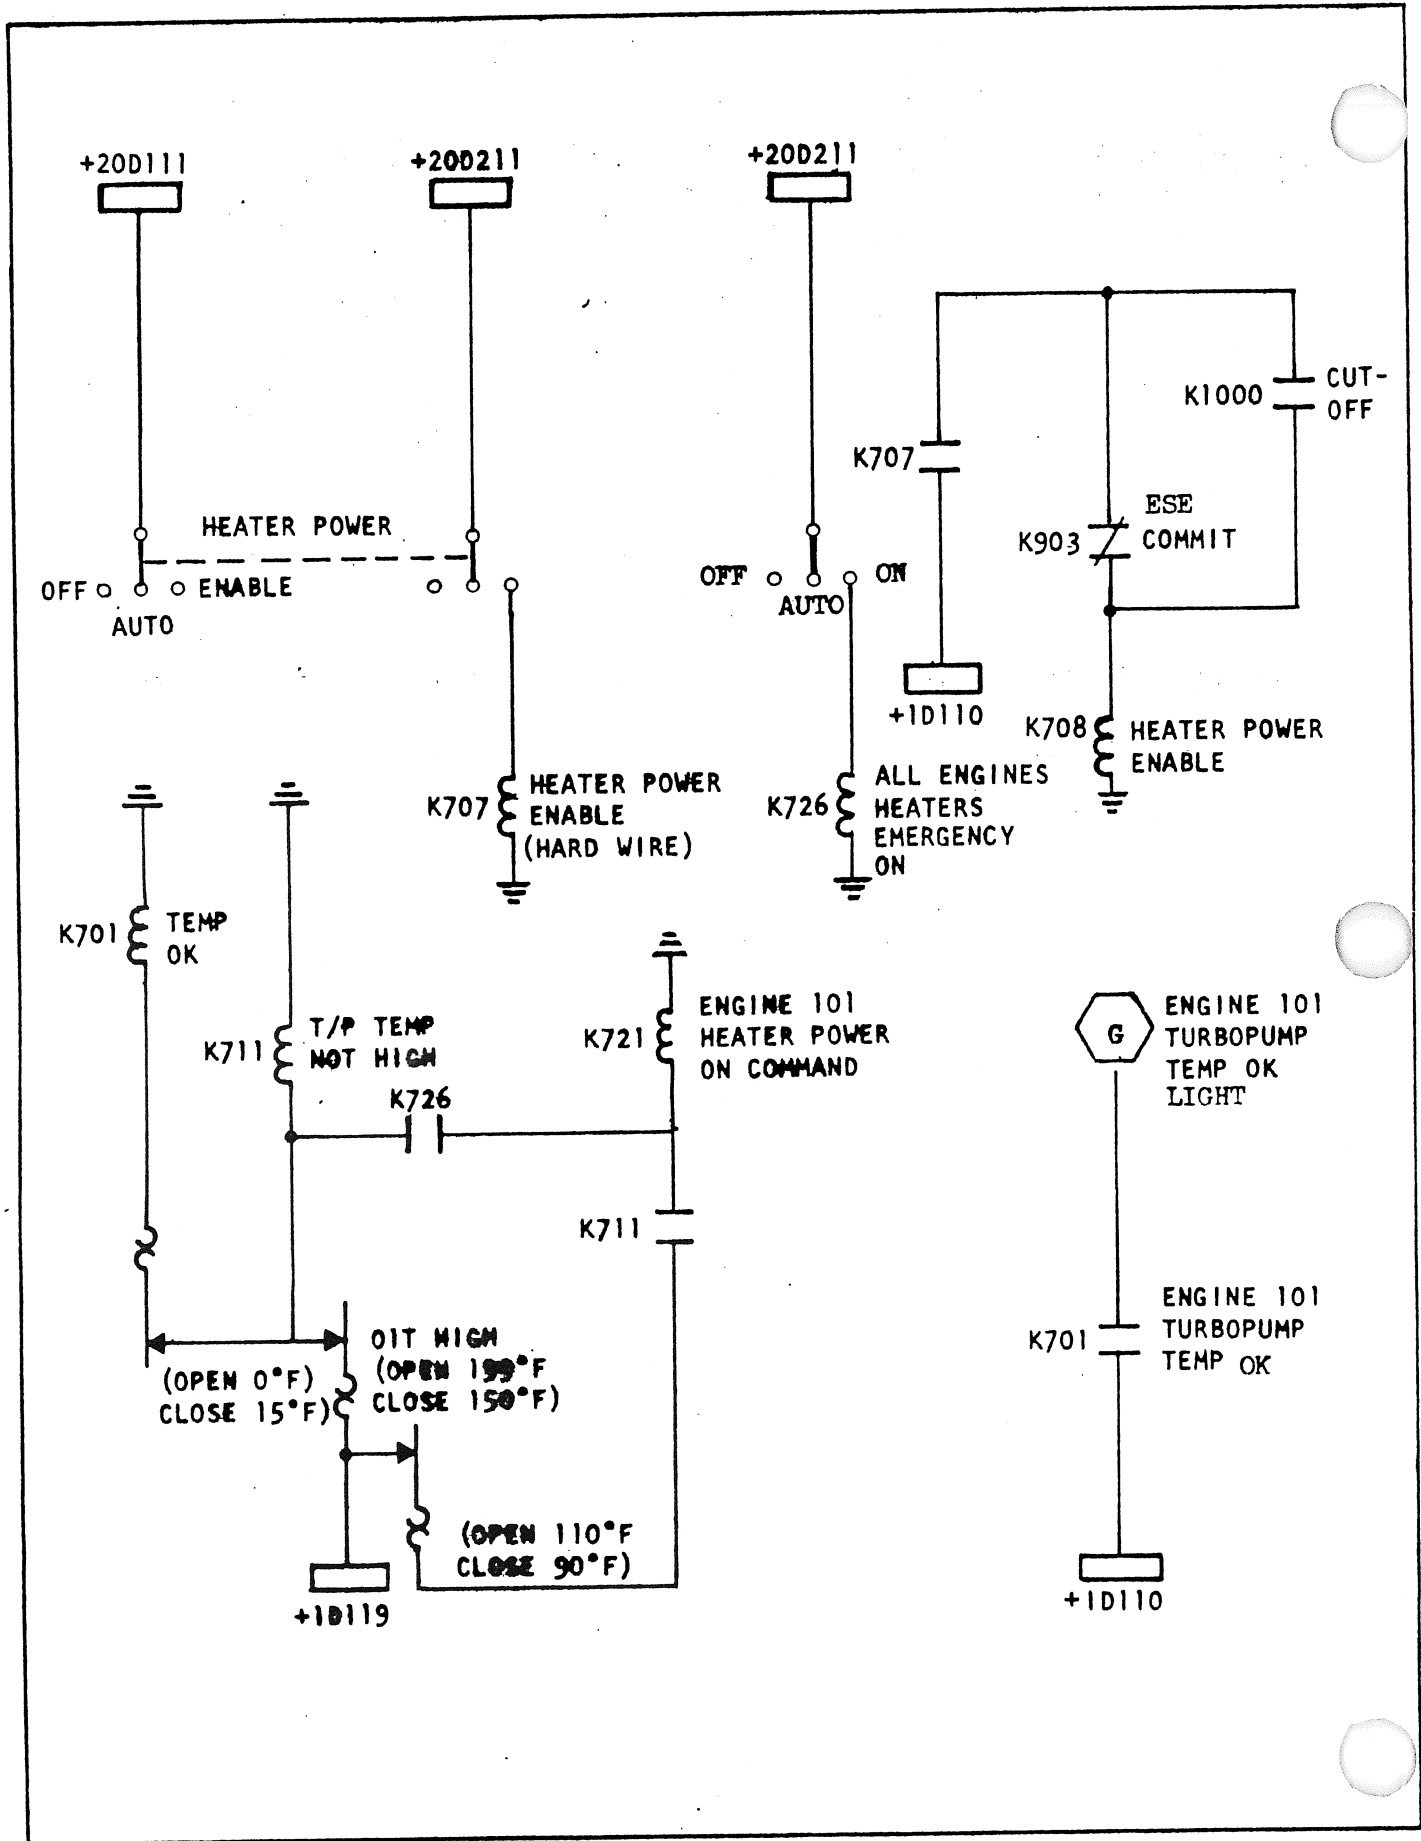 +20D111
+20D211
+20D211
K1000
CUT-
OFF
K707
HEATER POWER
ESE
K903
COMMIT
OFF
ENABLE
AUTO
OFF
ON
AUTO
+1D110
K708
HEATER POWER
ENABLE
K707
HEATER POWER
ENABLE
(HARD WIRE)
K726
ALL ENGINES
HEATERS
EMERGENCY
ON
K701
TEMP
OK
K711
T/P TEMP
NOT HIGH
K726
K721
ENGINE 101
HEATER POWER
ON COMMAND
G
ENGINE 101
TURBOPUMP
TEMP OK
LIGHT
K711
K701
ENGINE 101
TURBOPUMP
TEMP OK
(OPEN 0°F)
CLOSE 15°F)
OIT HIGH
(OPEN 199°F
CLOSE 150°F)
(OPEN 110°F
CLOSE 90°F)
+1D119
+1D110